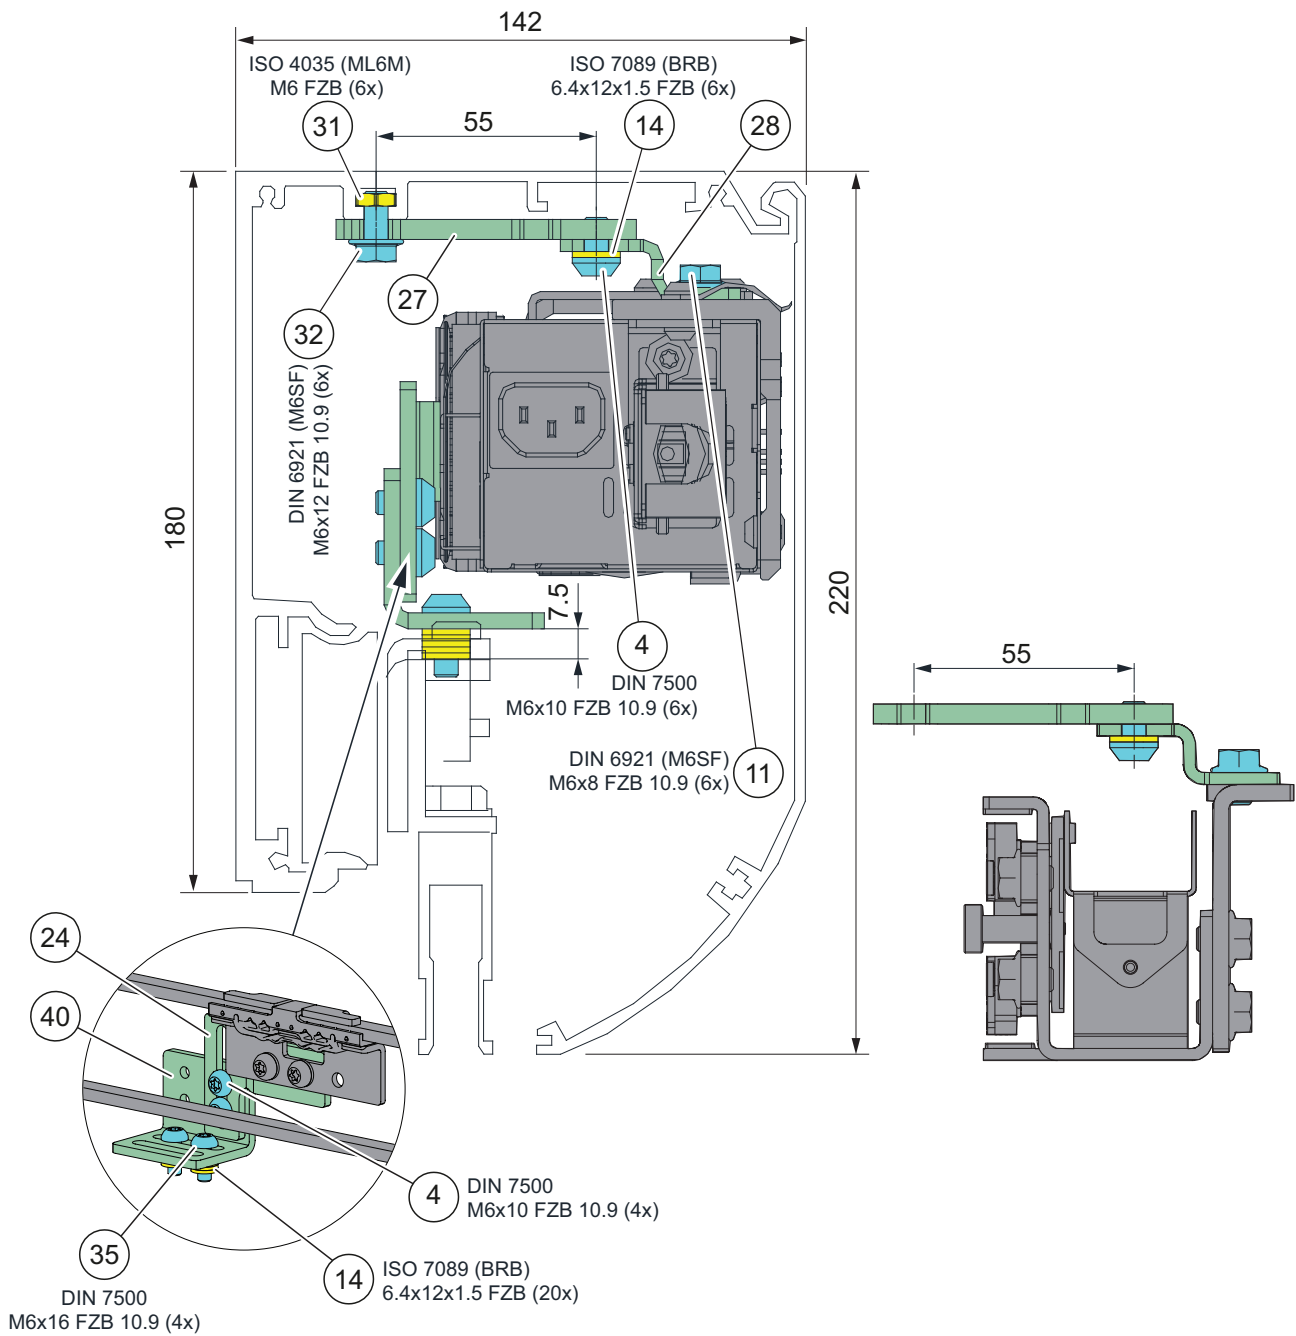 142
ISO 4035 (ML6M)
M6 FZB (6x)
ISO 7089 (BRB)
6.4x12x1.5 FZB (6x)
31
55
14
28
27
32
DIN 6921 (M6SF)
M6x12 FZB 10.9 (6x)
180
220
7.5
4
DIN 7500
M6x10 FZB 10.9 (6x)
DIN 6921 (M6SF)
M6x8 FZB 10.9 (6x)
11
55
24
40
4
DIN 7500
M6x10 FZB 10.9 (4x)
35
DIN 7500
M6x16 FZB 10.9 (4x)
14
ISO 7089 (BRB)
6.4x12x1.5 FZB (20x)